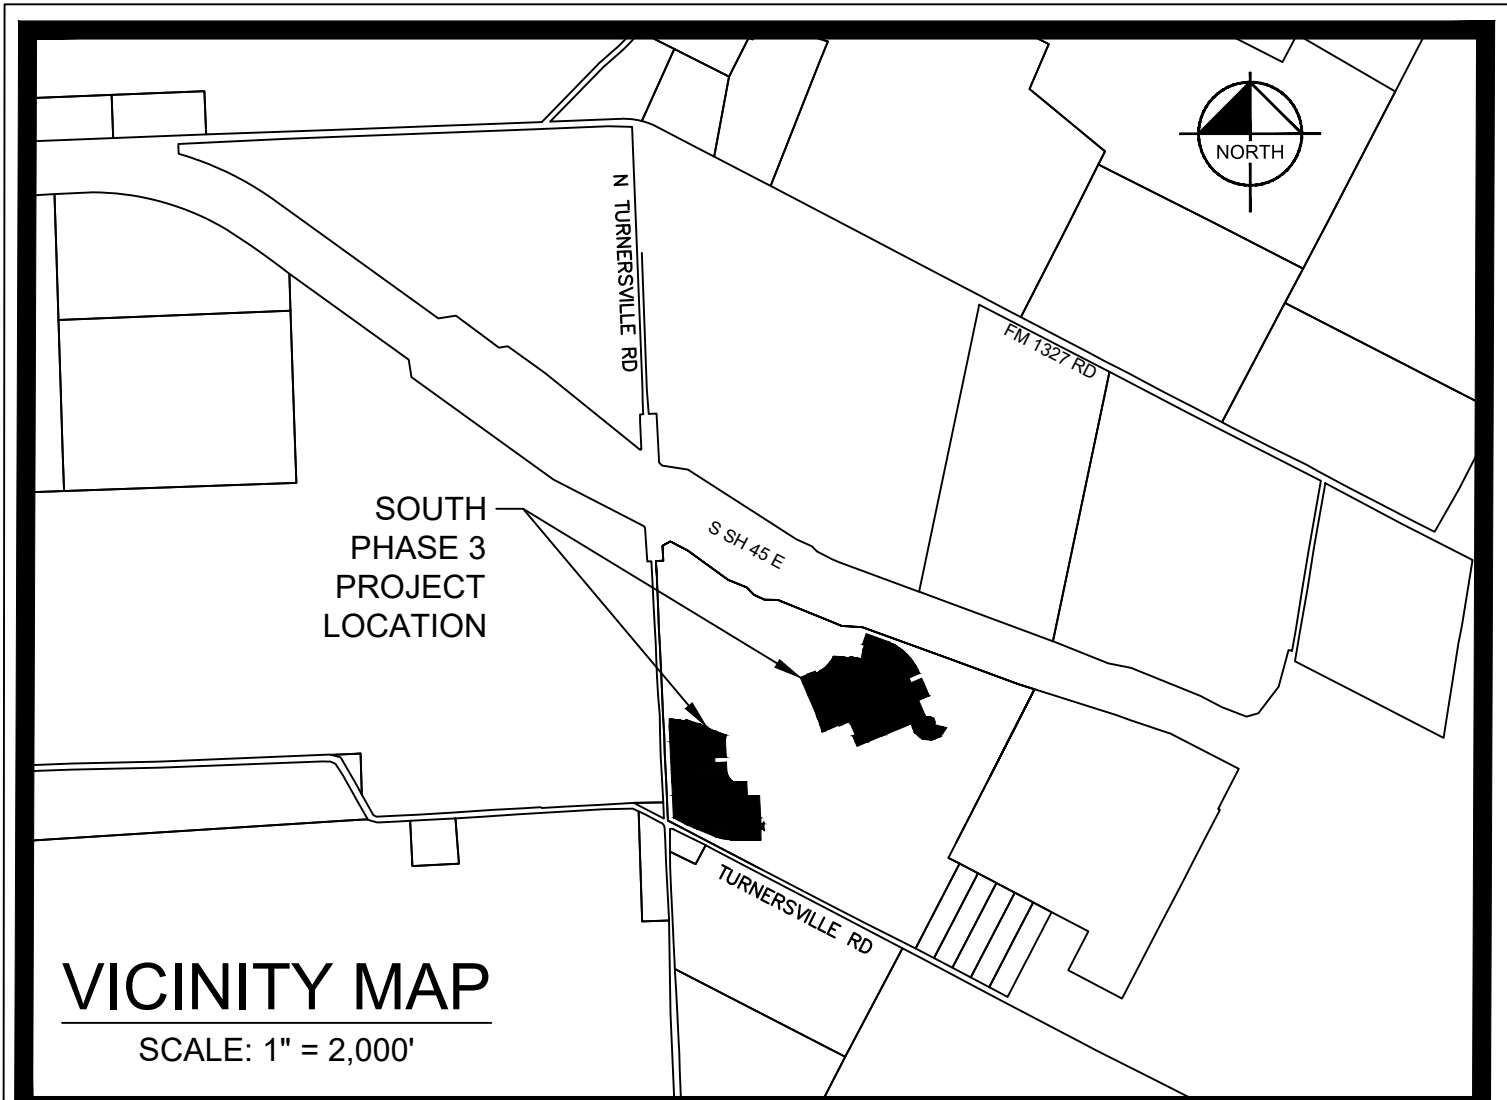 NORTH
N TURNERSVILLE RD
FM 1327 RD
SOUTH
PHASE 3
PROJECT
LOCATION
S SH 45 E
TURNERSVILLE RD
VICINITY MAP
SCALE: 1" = 2,000'